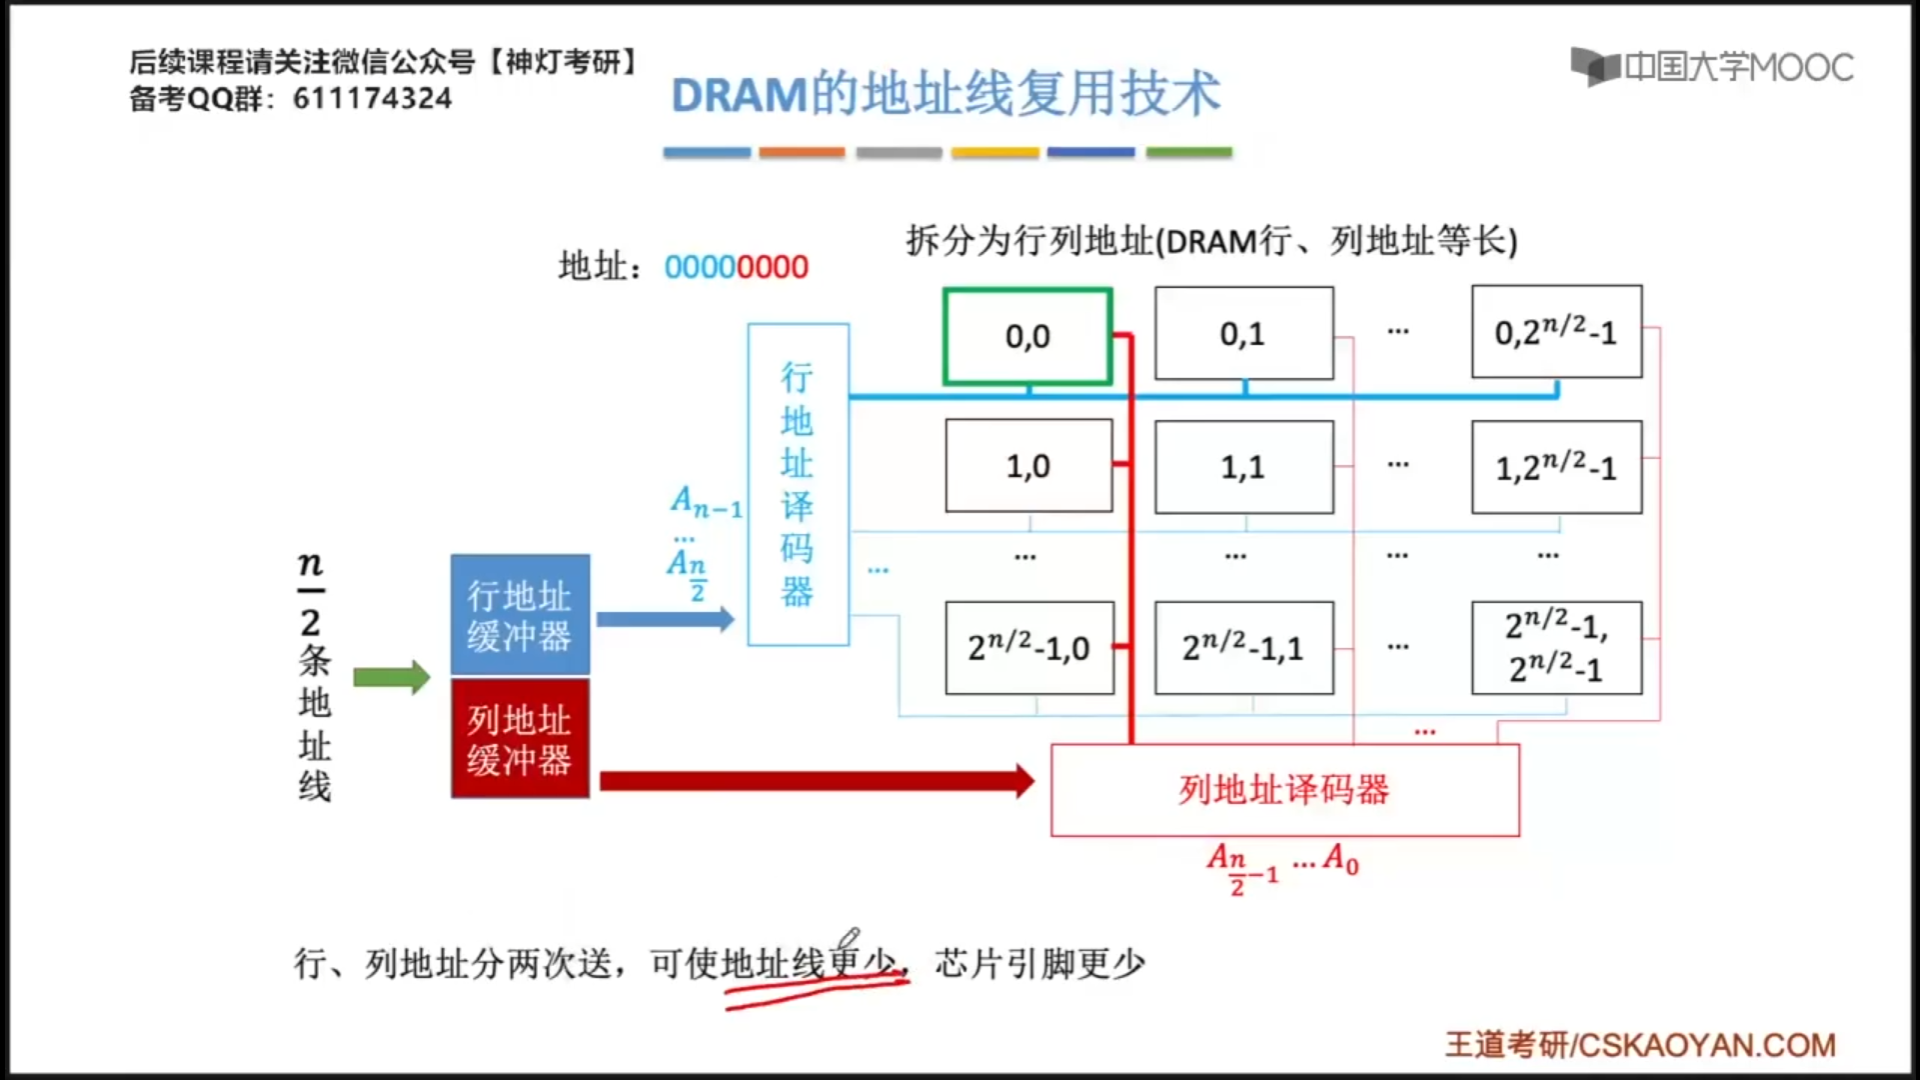 后续课程请关注微信公众号【神灯考研】
备考QQ群：611174324
中国大学MOOC
DRAM的地址线复用技术
拆分为行列地址(DRAM行、列地址等长)
地址：00000000
0,0
0,1
...
0,2^{n/2}-1
行地址译码器
1,0
1,1
...
1,2^{n/2}-1
A_{n-1}
...
A_{\frac{n}{2}}
...
...
...
...
...
2^{n/2}-1,0
2^{n/2}-1,1
...
2^{n/2}-1,
2^{n/2}-1
\frac{n}{2}条地址线
行地址
缓冲器
列地址
缓冲器
...
列地址译码器
A_{\frac{n}{2}-1} ... A_0
行、列地址分两次送，可使地址线更少，芯片引脚更少
王道考研/CSKAOYAN.COM